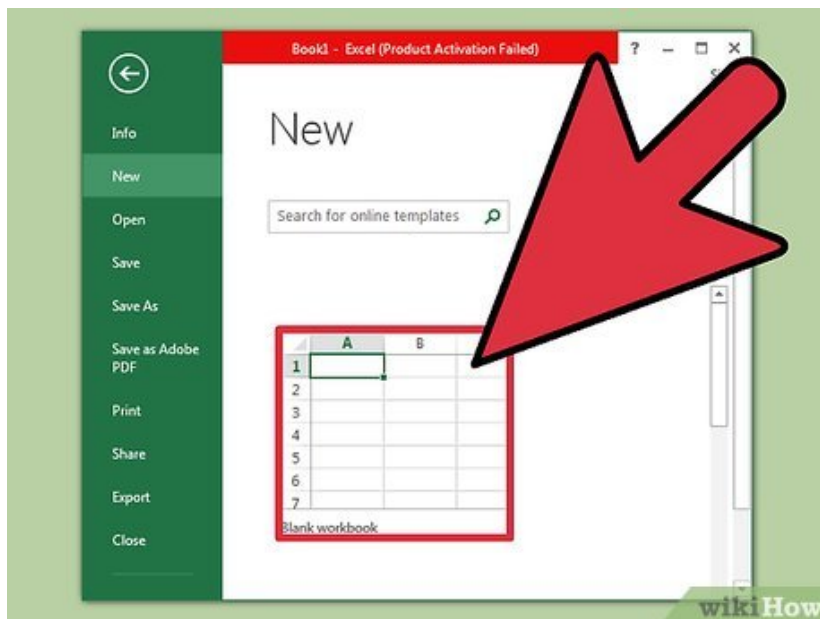 Book1 - Excel (Product Activation Failed)
?
Info
New
New
Open
Search for online templates
Save
Save As
Save as Adobe
PDF
Print
Share
Export
Close
A B
1
2
3
4
5
6
7
Blank workbook
wikiHow